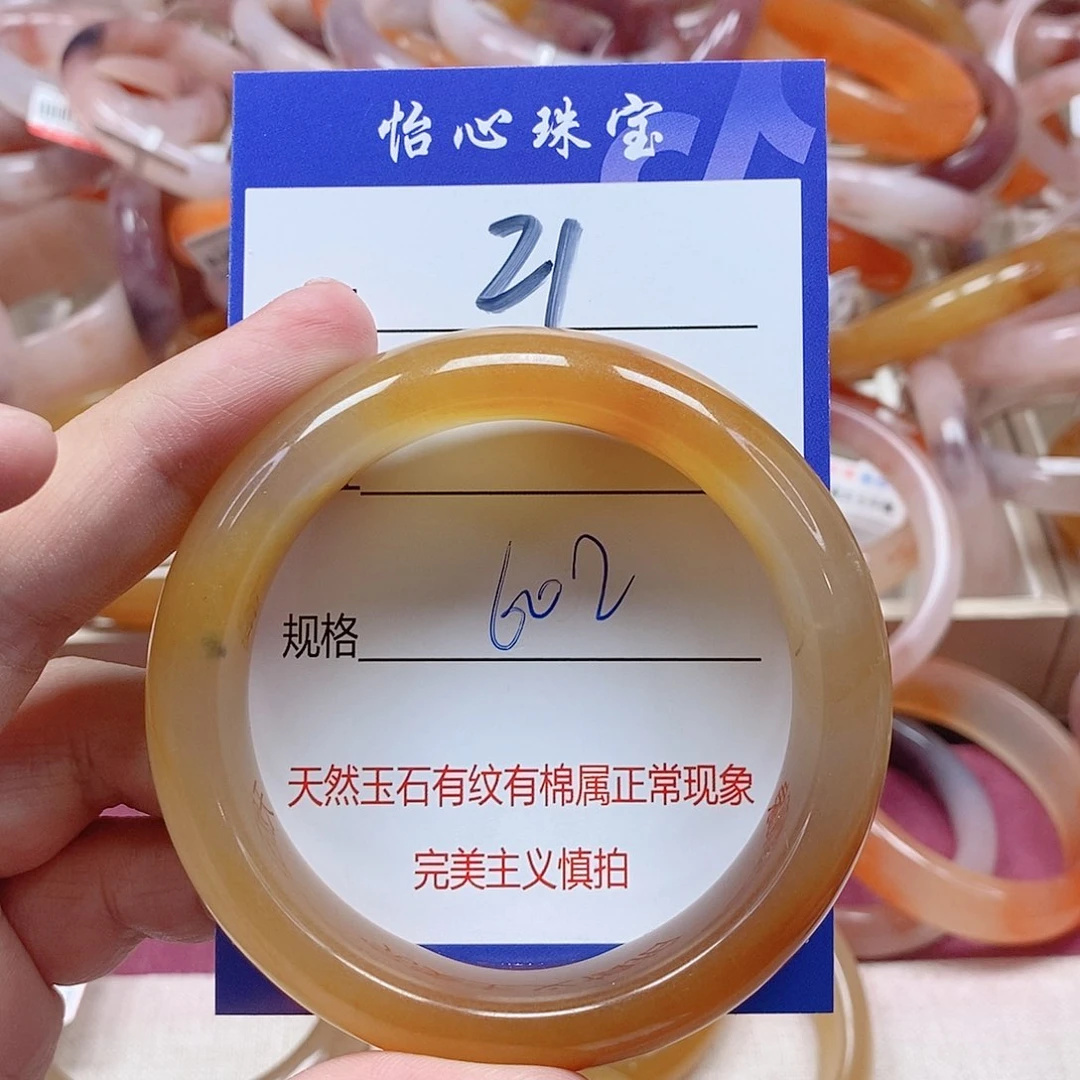 怡心珠宝
21
规格 602
天然玉石有纹有棉属正常现象
完美主义慎拍